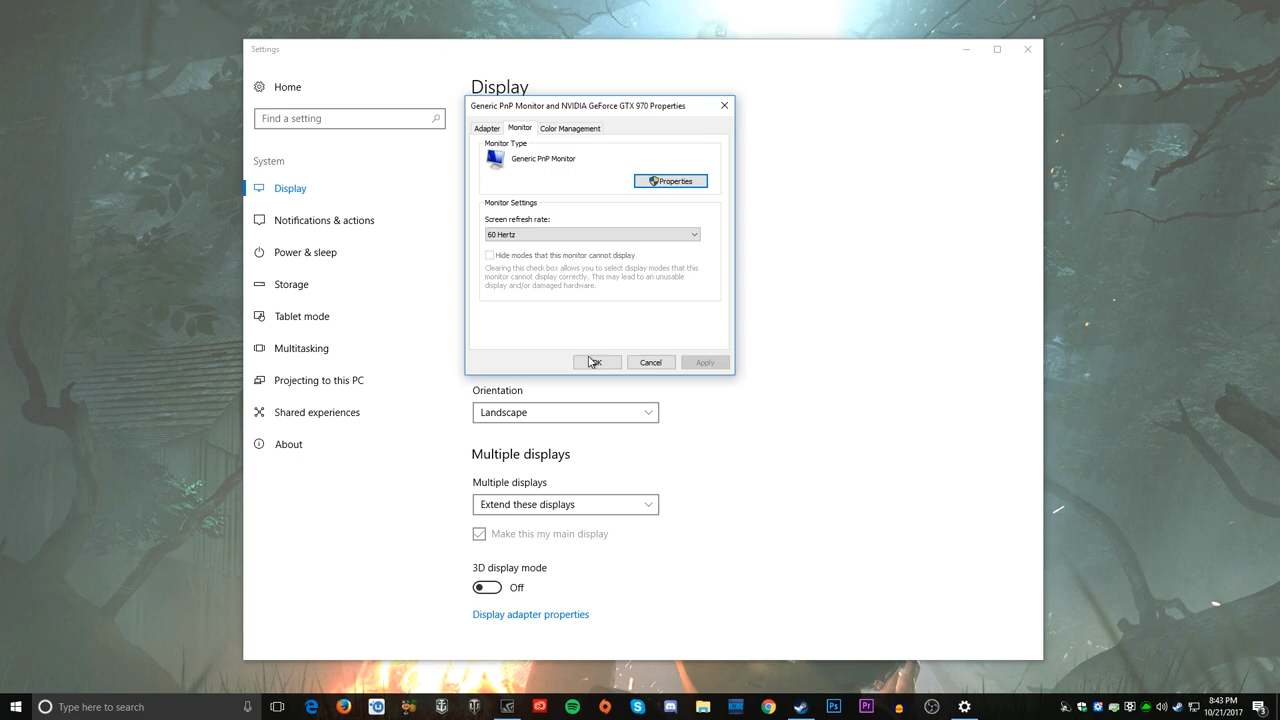 Settings
Home
Find a setting
System
Display
Notifications & actions
Power & sleep
Storage
Tablet mode
Multitasking
Projecting to this PC
Shared experiences
About
Display
Generic PnP Monitor and NVIDIA GeForce GTX 970 Properties
Adapter
Monitor
Color Management
Monitor Type
Generic PnP Monitor
Properties
Monitor Settings
Screen refresh rate:
60 Hertz
Hide modes that this monitor cannot display
Clearing this check box allows you to select display modes that this
monitor cannot display correctly. This may lead to an unusable
display and/or damaged hardware.
OK
Cancel
Apply
Orientation
Landscape
Multiple displays
Multiple displays
Extend these displays
Make this my main display
3D display mode
Off
Display adapter properties
Type here to search
Ps
Pr
8:43 PM
10/21/2017